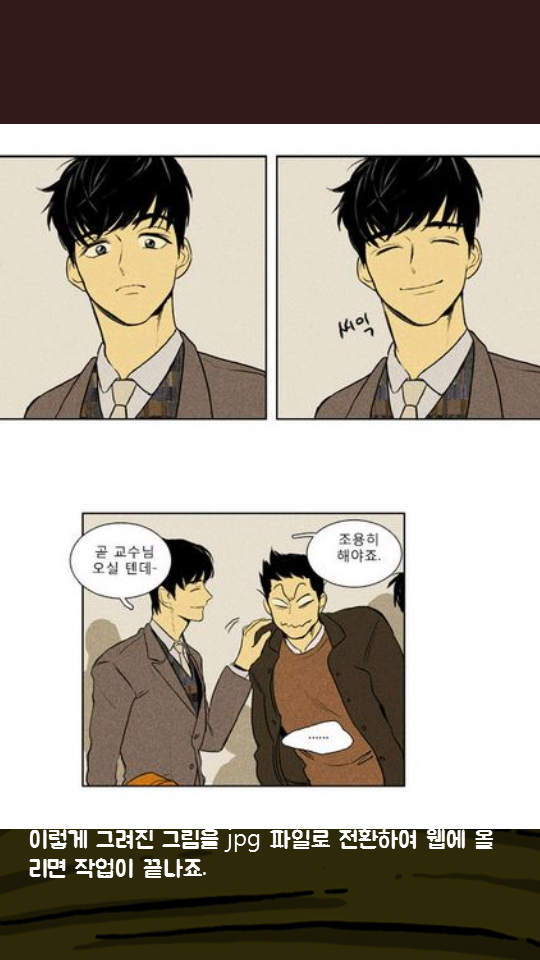 씨익
곧 교수님
오실 텐데-
조용히
해야죠.
......
이렇게 그려진 그림을 jpg 파일로 전환하여 웹에 올
리면 작업이 끝나죠.